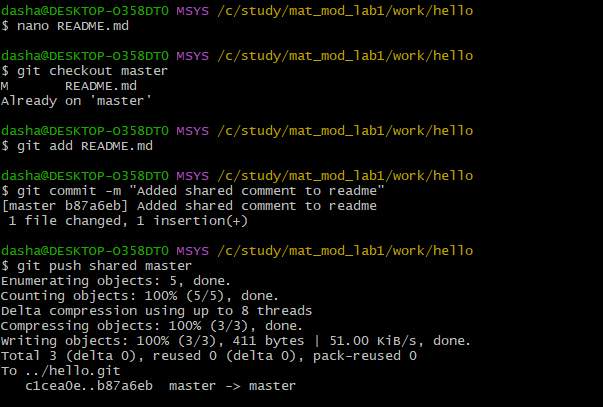 dasha@DESKTOP-O358DT0 MSYS /c/study/mat_mod_lab1/work/hello
$ nano README.md
dasha@DESKTOP-O358DT0 MSYS /c/study/mat_mod_lab1/work/hello
$ git checkout master
M       README.md
Already on 'master'
dasha@DESKTOP-O358DT0 MSYS /c/study/mat_mod_lab1/work/hello
$ git add README.md
dasha@DESKTOP-O358DT0 MSYS /c/study/mat_mod_lab1/work/hello
$ git commit -m "Added shared comment to readme"
[master b87a6eb] Added shared comment to readme
 1 file changed, 1 insertion(+)
dasha@DESKTOP-O358DT0 MSYS /c/study/mat_mod_lab1/work/hello
$ git push shared master
Enumerating objects: 5, done.
Counting objects: 100% (5/5), done.
Delta compression using up to 8 threads
Compressing objects: 100% (3/3), done.
Writing objects: 100% (3/3), 411 bytes | 51.00 KiB/s, done.
Total 3 (delta 0), reused 0 (delta 0), pack-reused 0
To ../hello.git
   c1cea0e..b87a6eb  master -> master